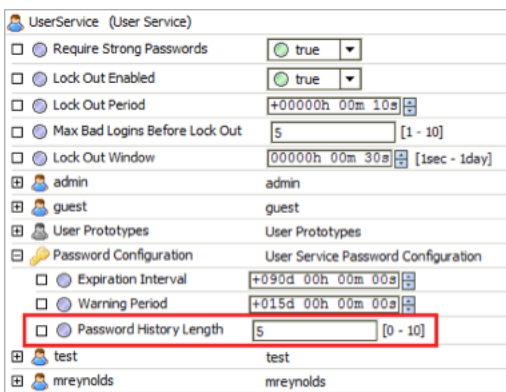 UserService (User Service)
Require Strong Passwords true
Lock Out Enabled true
Lock Out Period +00000h 00m 10s
Max Bad Logins Before Lock Out 5 [1 - 10]
Lock Out Window 00000h 00m 30s [1sec - 1day]
admin admin
guest guest
User Prototypes User Prototypes
Password Configuration User Service Password Configuration
Expiration Interval +090d 00h 00m 00s
Warning Period +015d 00h 00m 00s
Password History Length 5 [0 - 10]
test test
mreynolds mreynolds